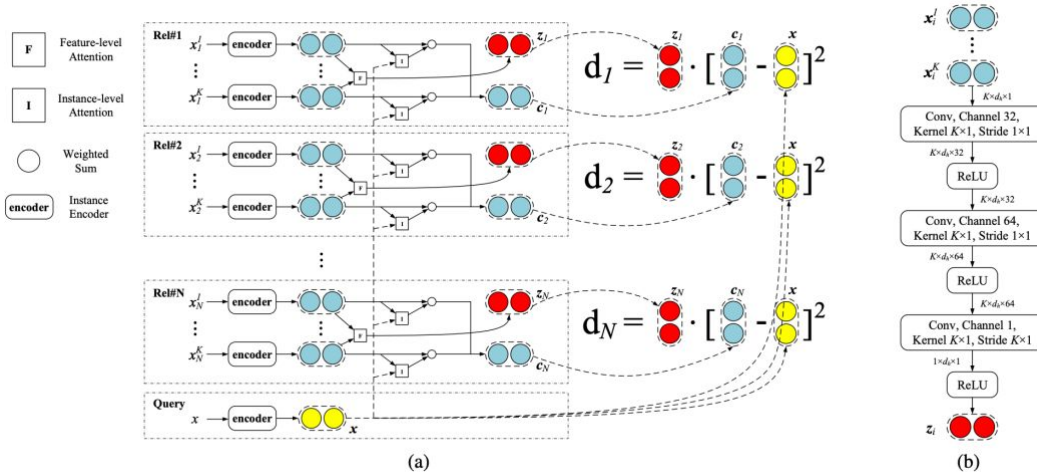 F
Feature-level
Attention
I
Instance-level
Attention
Weighted
Sum
encoder
Instance
Encoder
Rel#1
x_1^1
encoder
⋮
F
I
x_1^K
encoder
I
z_1
c_1
d_1 = z_1 · [ c_1 - x ]^2
Rel#2
x_2^1
encoder
⋮
F
I
x_2^K
encoder
I
z_2
c_2
d_2 = z_2 · [ c_2 - x ]^2
⋮
Rel#N
x_N^1
encoder
⋮
F
I
x_N^K
encoder
I
z_N
c_N
d_N = z_N · [ c_N - x ]^2
Query
x
encoder
x
(a)
x_i^1
⋮
x_i^K
K×d_h×1
Conv, Channel 32,
Kernel K×1, Stride 1×1
K×d_h×32
ReLU
K×d_h×32
Conv, Channel 64,
Kernel K×1, Stride 1×1
K×d_h×64
ReLU
K×d_h×64
Conv, Channel 1,
Kernel K×1, Stride K×1
1×d_h×1
ReLU
z_i
(b)